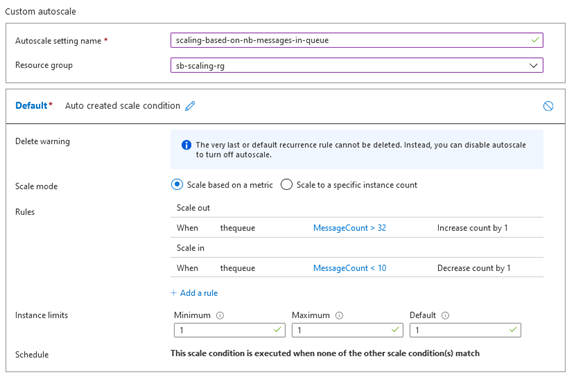 Custom autoscale
Autoscale setting name *
scaling-based-on-nb-messages-in-queue
Resource group
sb-scaling-rg
Default* Auto created scale condition
Delete warning
The very last or default recurrence rule cannot be deleted. Instead, you can disable autoscale
to turn off autoscale.
Scale mode
Scale based on a metric
Scale to a specific instance count
Rules
Scale out
When thequeue MessageCount > 32 Increase count by 1
Scale in
When thequeue MessageCount < 10 Decrease count by 1
+ Add a rule
Instance limits
Minimum
1
Maximum
1
Default
1
Schedule
This scale condition is executed when none of the other scale condition(s) match